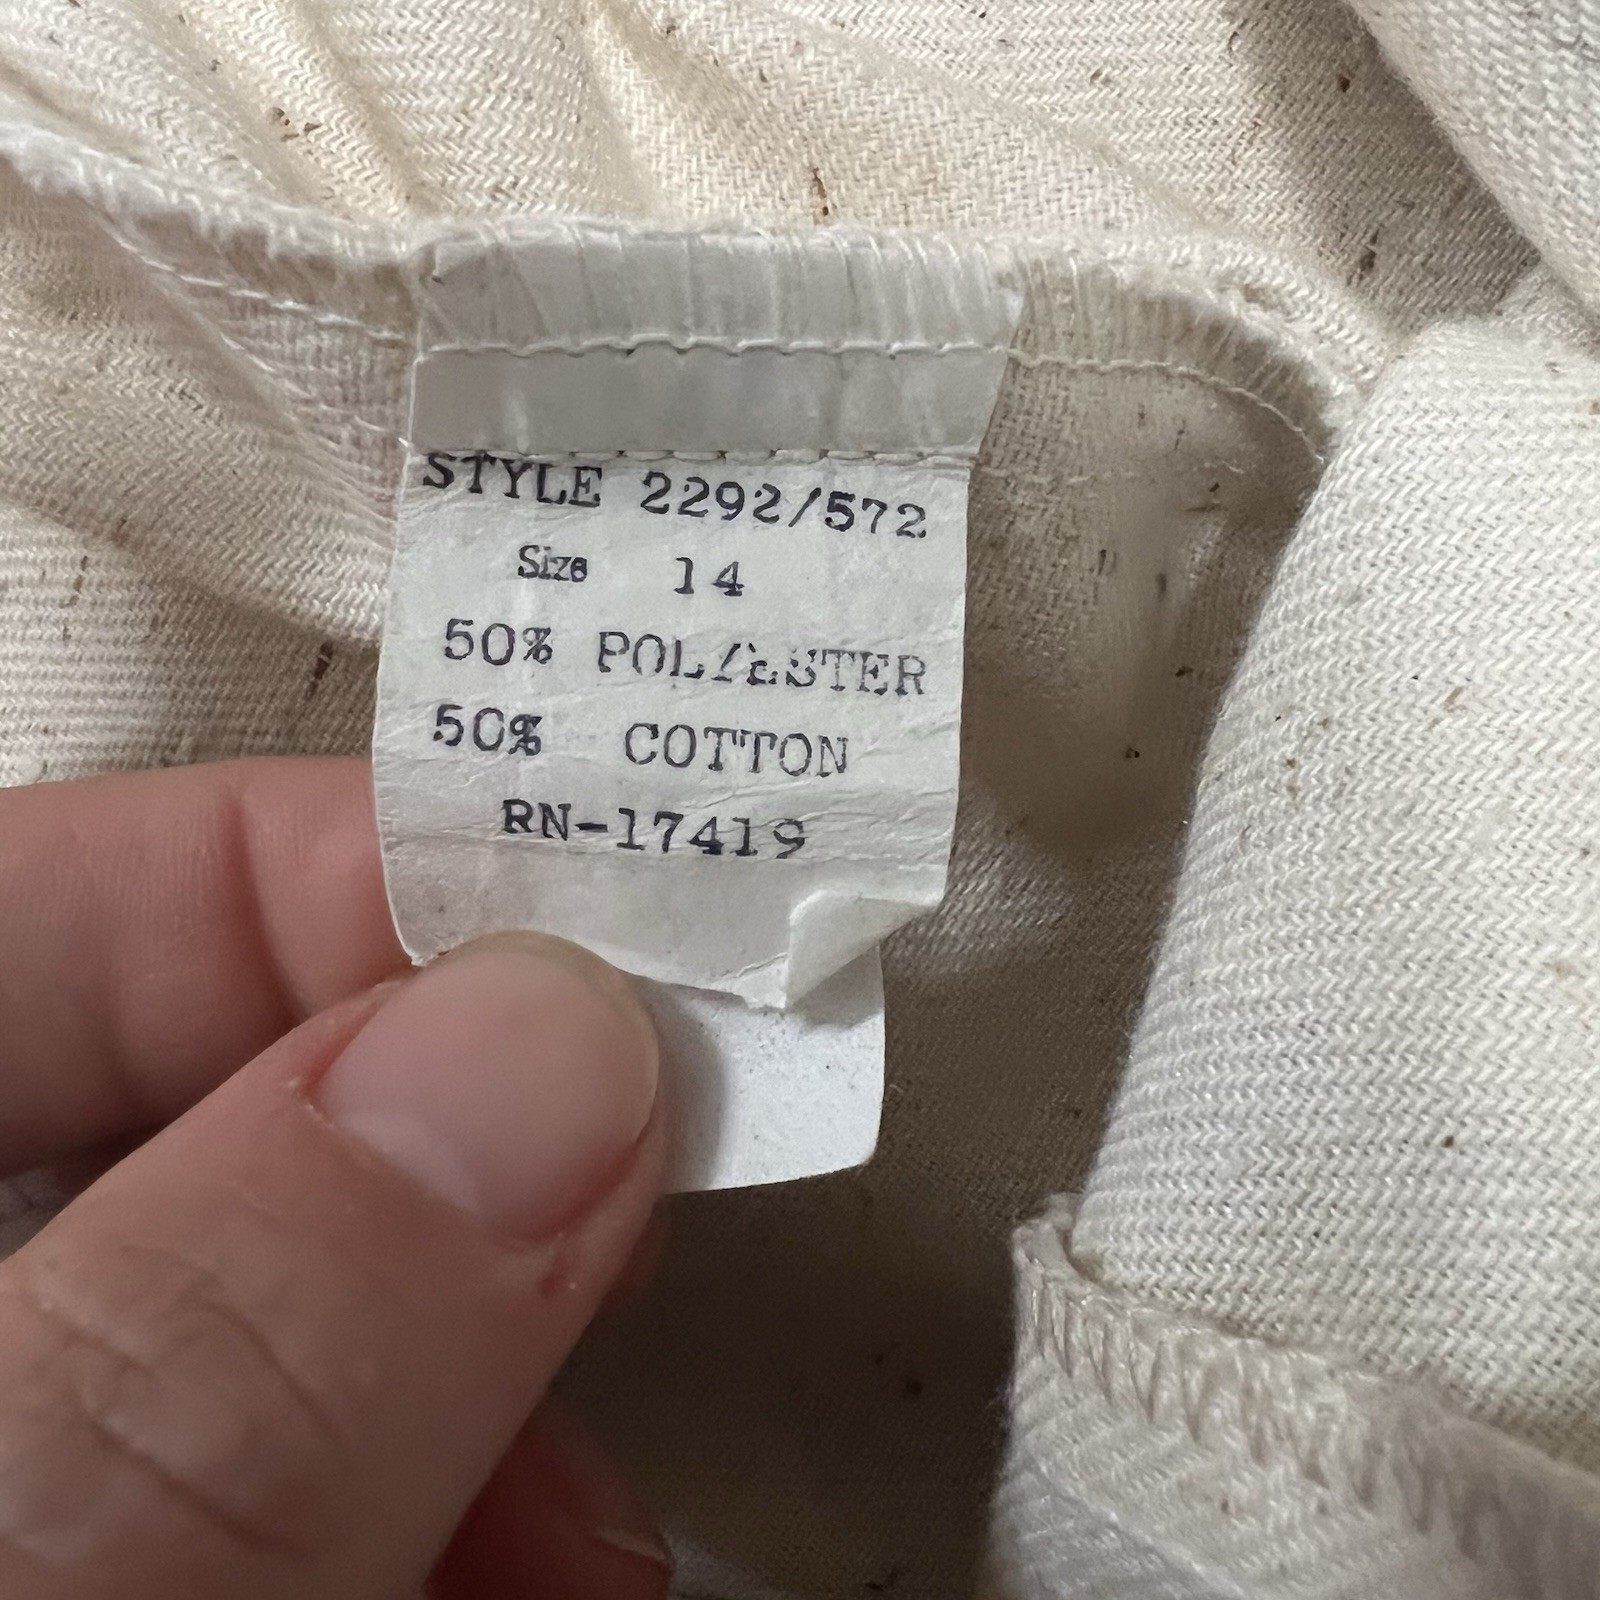 STYLE 2292/572
Size 14
50% POLYESTER
50% COTTON
RN-17419